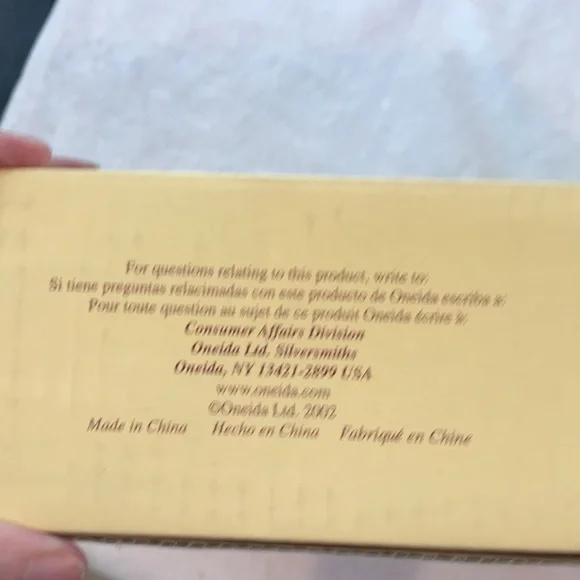 For questions relating to this product, write to:
Si tiene preguntas relacimadas con este producto de Oneida escriba a:
Pour toute question au sujet de ce produit Oneida écrire à:
Consumer Affairs Division
Oneida Ltd. Silversmiths
Oneida, NY 13421-2899 USA
www.oneida.com
©Oneida Ltd. 2002
Made in China Hecho en China Fabriqué en Chine